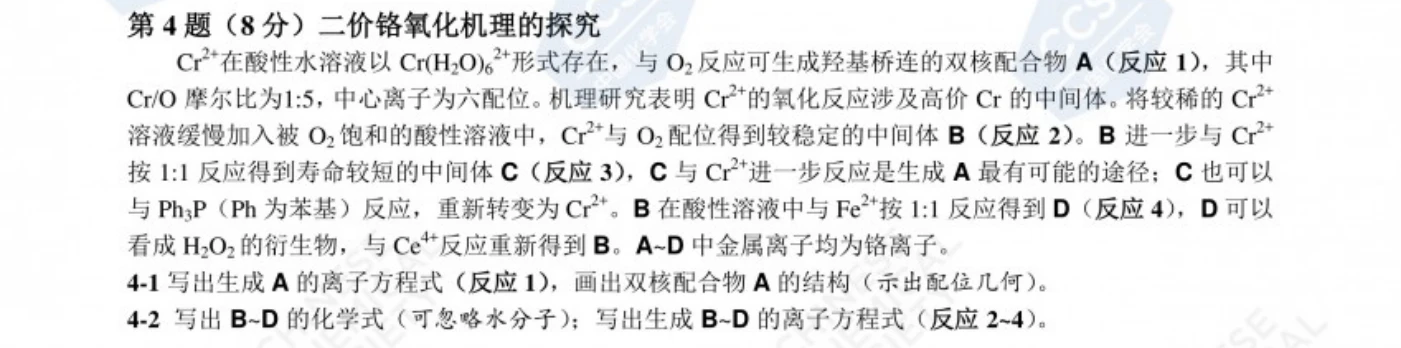 第 4 题（8 分）二价铬氧化机理的探究
Cr²⁺在酸性水溶液以 Cr(H₂O)₆²⁺形式存在，与 O₂ 反应可生成羟基桥连的双核配合物 A（反应 1），其中
Cr/O 摩尔比为1:5，中心离子为六配位。机理研究表明 Cr²⁺的氧化反应涉及高价 Cr 的中间体。将较稀的 Cr²⁺
溶液缓慢加入被 O₂ 饱和的酸性溶液中，Cr²⁺与 O₂ 配位得到较稳定的中间体 B（反应 2）。B 进一步与 Cr²⁺
按 1:1 反应得到寿命较短的中间体 C（反应 3），C 与 Cr²⁺进一步反应是生成 A 最有可能的途径；C 也可以
与 Ph₃P（Ph 为苯基）反应，重新转变为 Cr²⁺。B 在酸性溶液中与 Fe²⁺按 1:1 反应得到 D（反应 4），D 可以
看成 H₂O₂ 的衍生物，与 Ce⁴⁺反应重新得到 B。A~D 中金属离子均为铬离子。
4-1 写出生成 A 的离子方程式（反应 1），画出双核配合物 A 的结构（示出配位几何）。
4-2 写出 B~D 的化学式（可忽略水分子）；写出生成 B~D 的离子方程式（反应 2~4）。